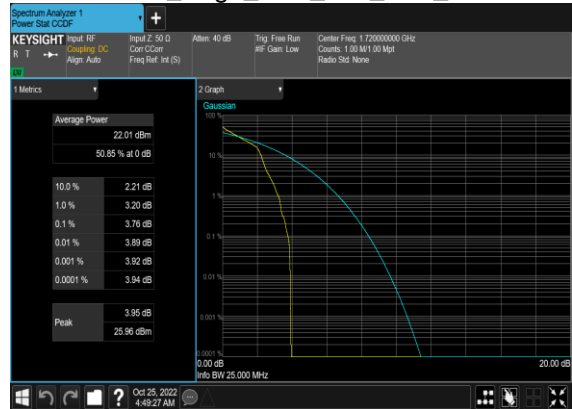 Spectrum Analyzer 1
Power Stat CCDF
KEYSIGHT
R T
Input: RF
Coupling: DC
Align: Auto
Input Z: 50 Ω
Corr CCorr
Freq Ref: Int (S)
Atten: 40 dB
Trig: Free Run
#IF Gain: Low
Center Freq: 1.720000000 GHz
Counts: 1.00 M/1.00 Mpt
Radio Std: None
1 Metrics
Average Power
22.01 dBm
50.85 % at 0 dB
10.0 % 2.21 dB
1.0 % 3.20 dB
0.1 % 3.76 dB
0.01 % 3.89 dB
0.001 % 3.92 dB
0.0001 % 3.94 dB
Peak
3.95 dB
25.96 dBm
2 Graph
Gaussian
100 %
10 %
1 %
0.1 %
0.01 %
0.001 %
0.0001 %
0.00 dB
20.00 dB
Info BW 25.000 MHz
Oct 25, 2022
4:49:27 AM